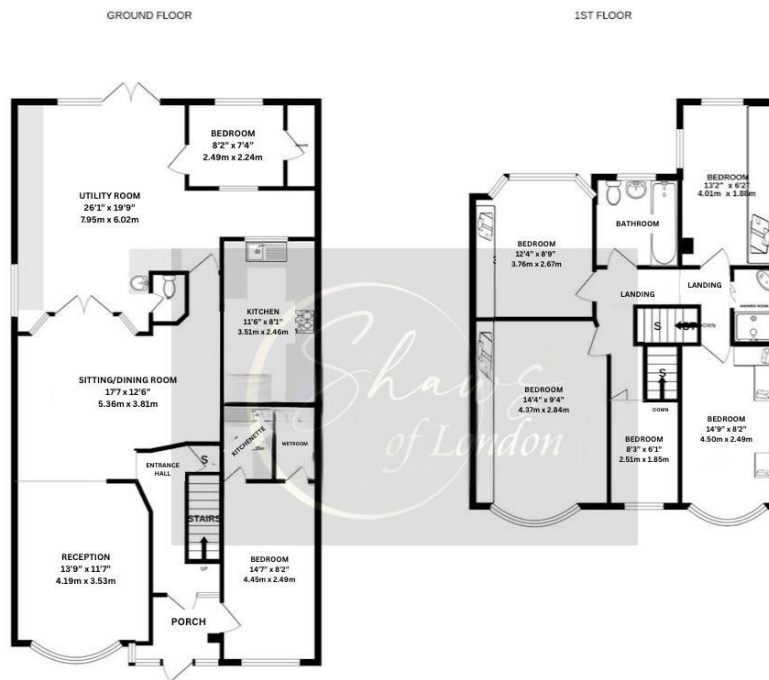 GROUND FLOOR
1ST FLOOR
BEDROOM
8'2" x 7'4"
2.49m x 2.24m
UTILITY ROOM
26'1" x 19'9"
7.95m x 6.02m
KITCHEN
11'6" x 8'1"
3.51m x 2.46m
SITTING/DINING ROOM
17'7 x 12'6"
5.36m x 3.81m
KITCHENETTE
WETROOM
ENTRANCE
HALL
S
STAIRS
UP
RECEPTION
13'9" x 11'7"
4.19m x 3.53m
BEDROOM
14'7" x 8'2"
4.45m x 2.49m
PORCH
BEDROOM
13'2" x 6'2"
4.01m x 1.88m
BATHROOM
BEDROOM
12'4" x 8'9"
3.76m x 2.67m
LANDING
LANDING
SHOWER ROOM
S
ST
DOWN
S
DOWN
BEDROOM
14'4" x 9'4"
4.37m x 2.84m
BEDROOM
8'3" x 6'1"
2.51m x 1.85m
BEDROOM
14'9" x 8'2"
4.50m x 2.49m
Shaws
of London